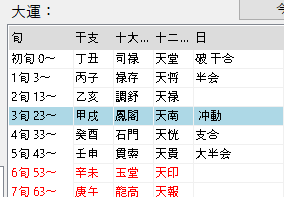 大運：
旬 干支 十大... 十二... 日
初旬 0～ 丁丑 司禄 天堂 破 干合
1旬 3～ 丙子 禄存 天将 半会
2旬 13～ 乙亥 調舒 天禄
3旬 23～ 甲戌 鳳閣 天南 冲動
4旬 33～ 癸酉 石門 天恍 支合
5旬 43～ 壬申 貫索 天貴 大半会
6旬 53～ 辛未 玉堂 天印
7旬 63～ 庚午 龍高 天報